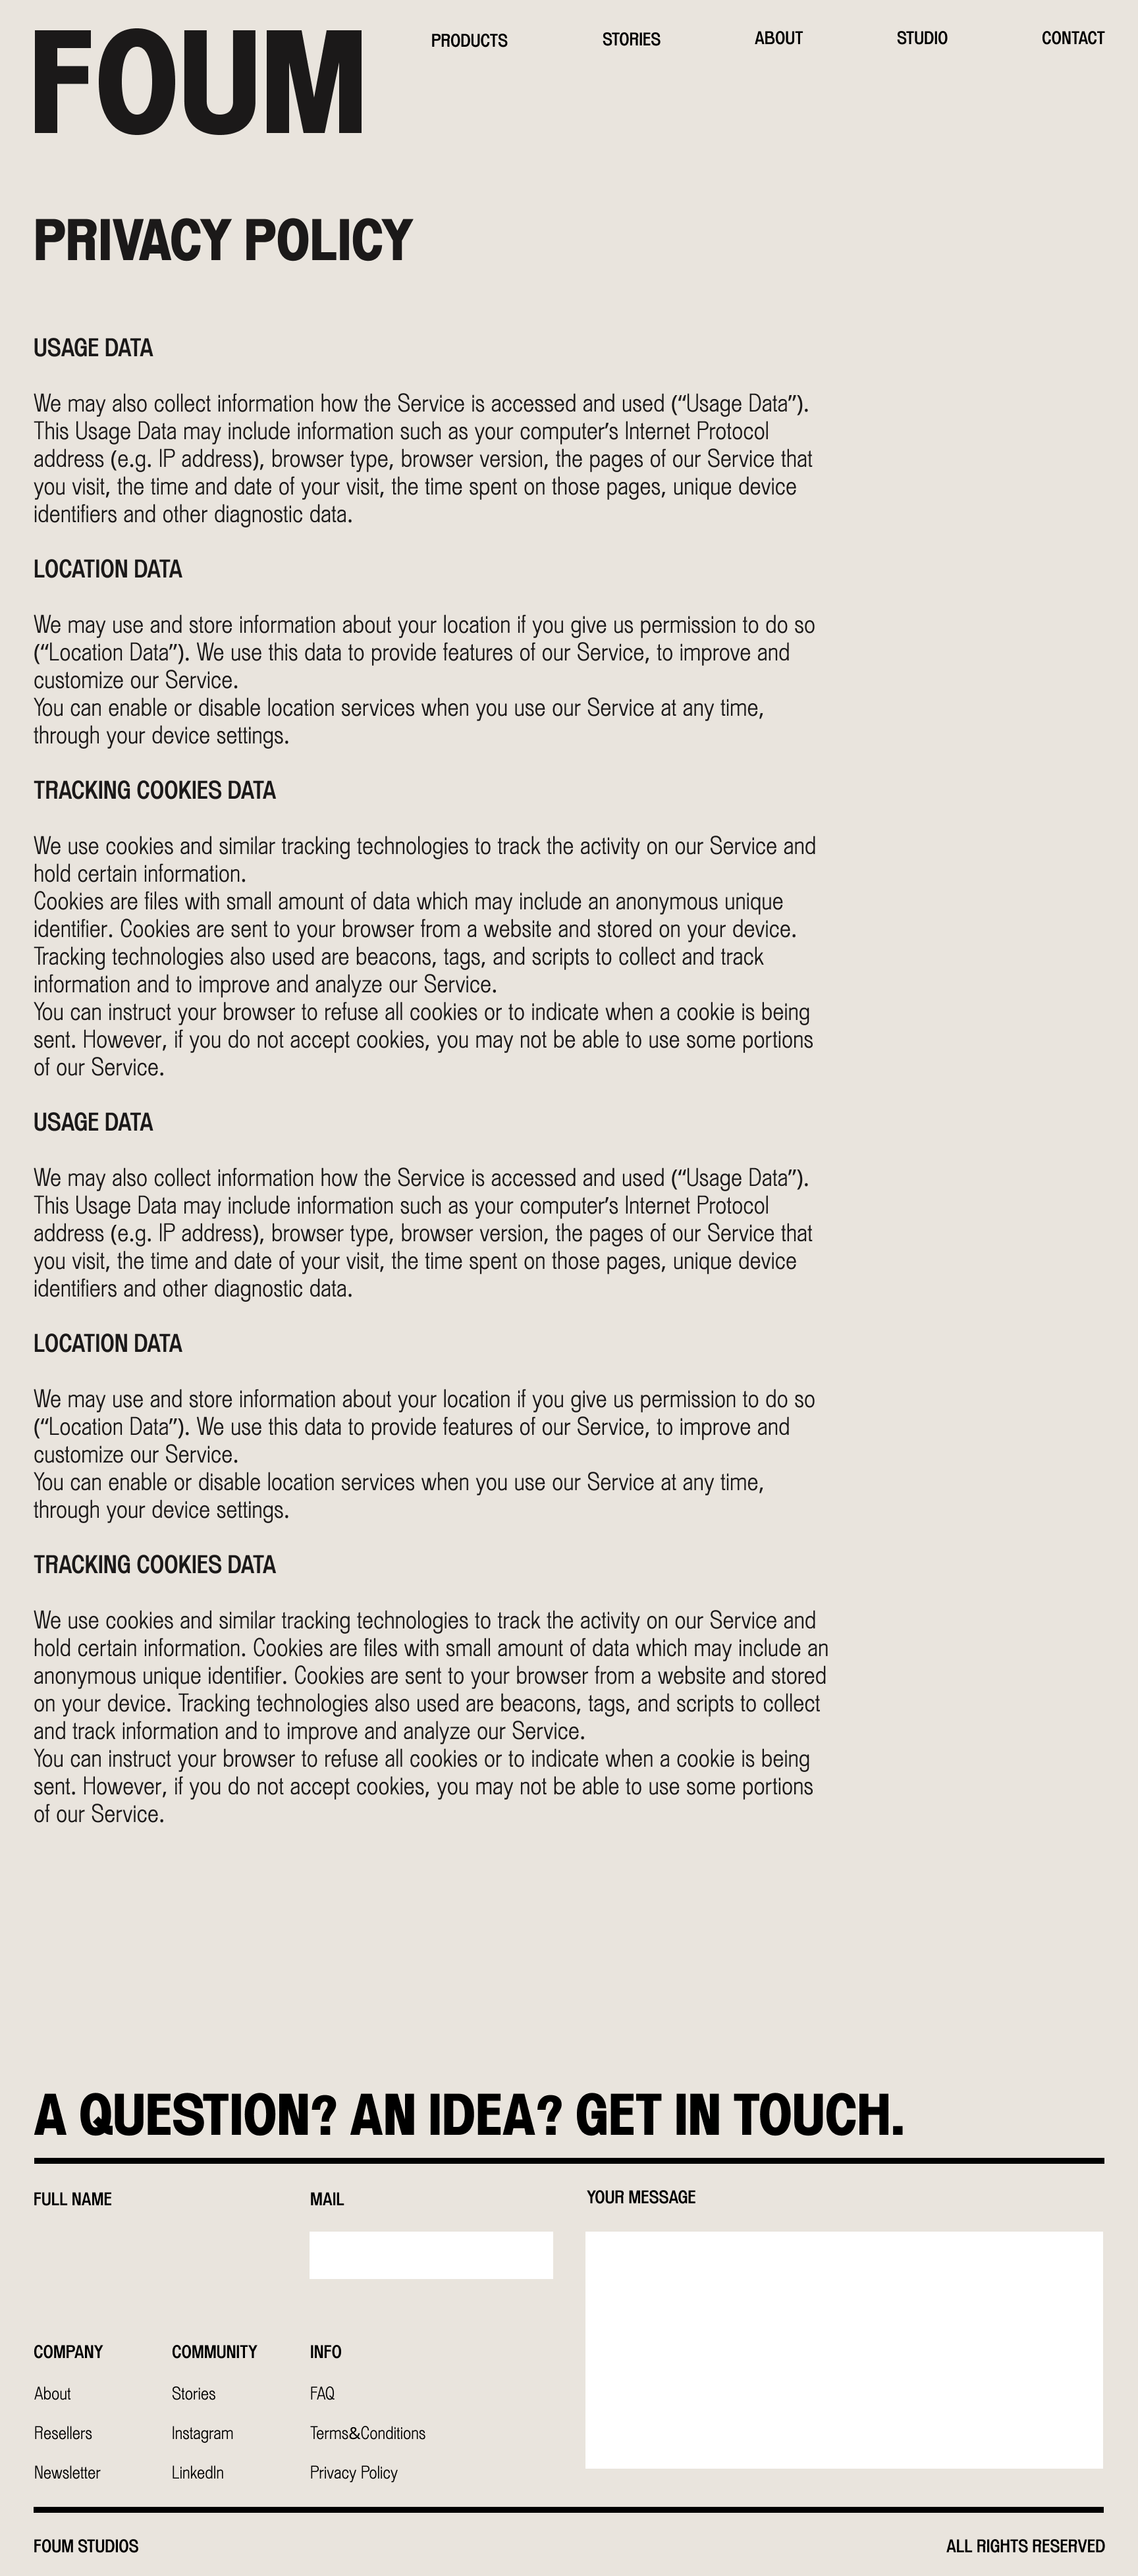 FOUM
PRODUCTS
STORIES
ABOUT
STUDIO
CONTACT
PRIVACY POLICY
USAGE DATA
We may also collect information how the Service is accessed and used (“Usage Data”).
This Usage Data may include information such as your computer’s Internet Protocol
address (e.g. IP address), browser type, browser version, the pages of our Service that
you visit, the time and date of your visit, the time spent on those pages, unique device
identifiers and other diagnostic data.
LOCATION DATA
We may use and store information about your location if you give us permission to do so
(“Location Data”). We use this data to provide features of our Service, to improve and
customize our Service.
You can enable or disable location services when you use our Service at any time,
through your device settings.
TRACKING COOKIES DATA
We use cookies and similar tracking technologies to track the activity on our Service and
hold certain information.
Cookies are files with small amount of data which may include an anonymous unique
identifier. Cookies are sent to your browser from a website and stored on your device.
Tracking technologies also used are beacons, tags, and scripts to collect and track
information and to improve and analyze our Service.
You can instruct your browser to refuse all cookies or to indicate when a cookie is being
sent. However, if you do not accept cookies, you may not be able to use some portions
of our Service.
USAGE DATA
We may also collect information how the Service is accessed and used (“Usage Data”).
This Usage Data may include information such as your computer’s Internet Protocol
address (e.g. IP address), browser type, browser version, the pages of our Service that
you visit, the time and date of your visit, the time spent on those pages, unique device
identifiers and other diagnostic data.
LOCATION DATA
We may use and store information about your location if you give us permission to do so
(“Location Data”). We use this data to provide features of our Service, to improve and
customize our Service.
You can enable or disable location services when you use our Service at any time,
through your device settings.
TRACKING COOKIES DATA
We use cookies and similar tracking technologies to track the activity on our Service and
hold certain information. Cookies are files with small amount of data which may include an
anonymous unique identifier. Cookies are sent to your browser from a website and stored
on your device. Tracking technologies also used are beacons, tags, and scripts to collect
and track information and to improve and analyze our Service.
You can instruct your browser to refuse all cookies or to indicate when a cookie is being
sent. However, if you do not accept cookies, you may not be able to use some portions
of our Service.
A QUESTION? AN IDEA? GET IN TOUCH.
FULL NAME
MAIL
YOUR MESSAGE
COMPANY
About
Resellers
Newsletter
COMMUNITY
Stories
Instagram
LinkedIn
INFO
FAQ
Terms&Conditions
Privacy Policy
FOUM STUDIOS
ALL RIGHTS RESERVED